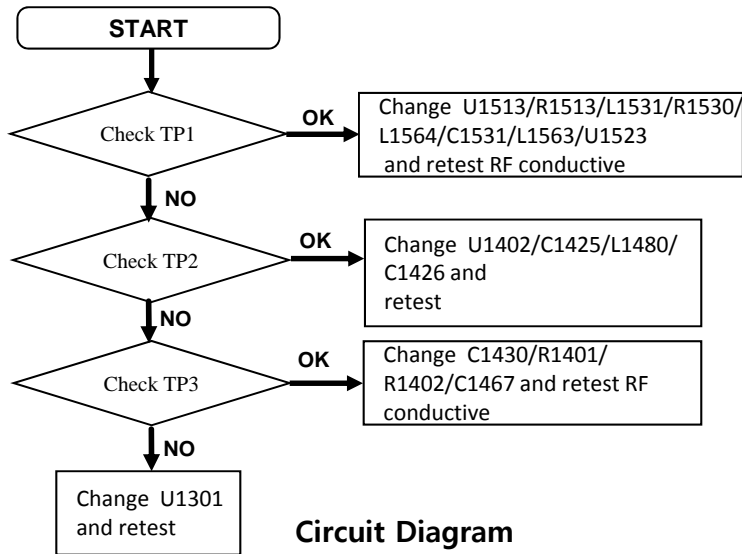 START
Check TP1
OK
Change U1513/R1513/L1531/R1530/
L1564/C1531/L1563/U1523
and retest RF conductive
NO
Check TP2
OK
Change U1402/C1425/L1480/
C1426 and
retest
NO
Check TP3
OK
Change C1430/R1401/
R1402/C1467 and retest RF
conductive
NO
Change U1301
and retest
Circuit Diagram